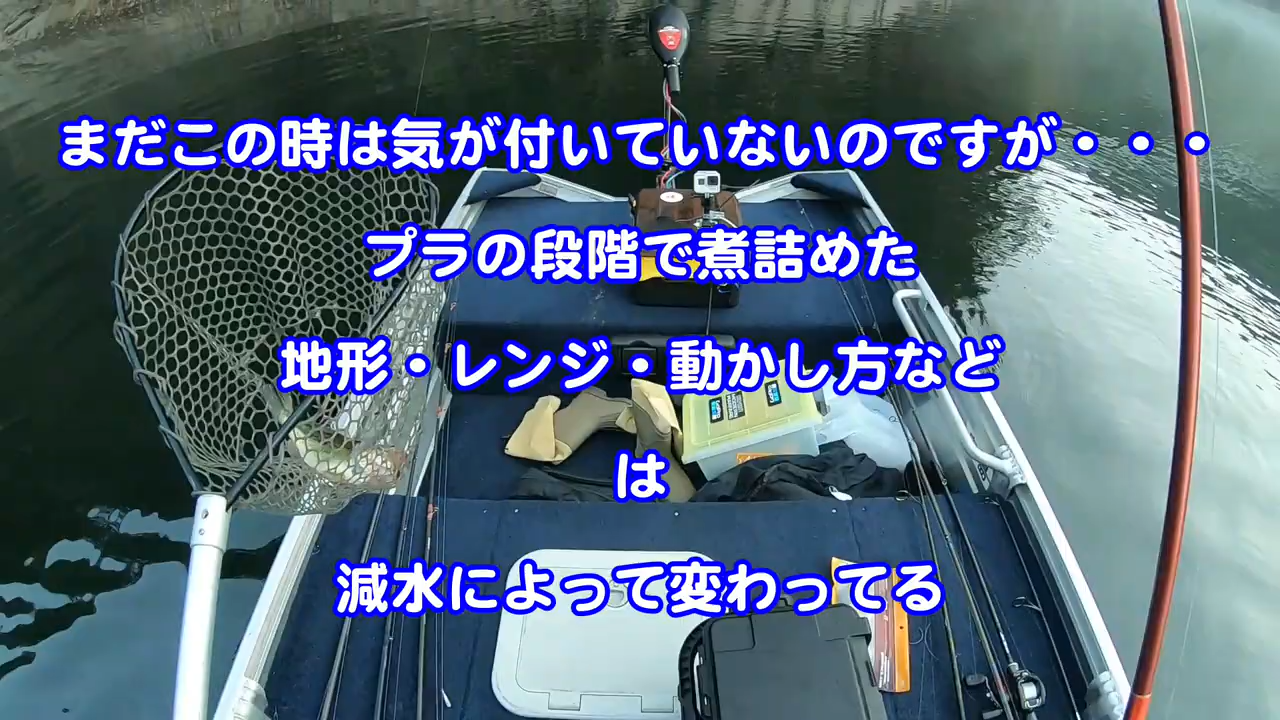 まだこの時は気が付いていないのですが・・・
プラの段階で煮詰めた
地形・レンジ・動かし方など
は
減水によって変わってる